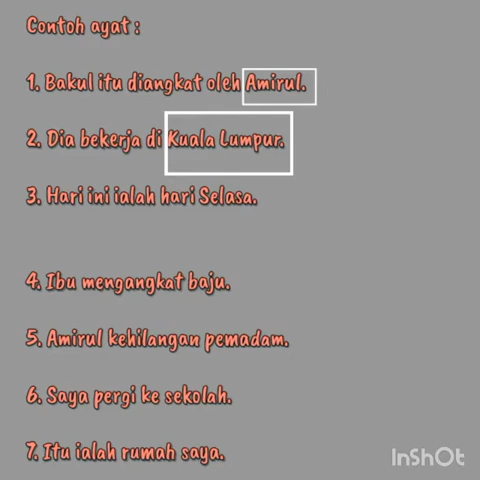 Contoh ayat :
1. Bakul itu diangkat oleh Amirul.
2. Dia bekerja di Kuala Lumpur.
3. Hari ini ialah hari Selasa.
4. Ibu mengangkat baju.
5. Amirul kehilangan pemadam.
6. Saya pergi ke sekolah.
7. Itu ialah rumah saya.
InShOt